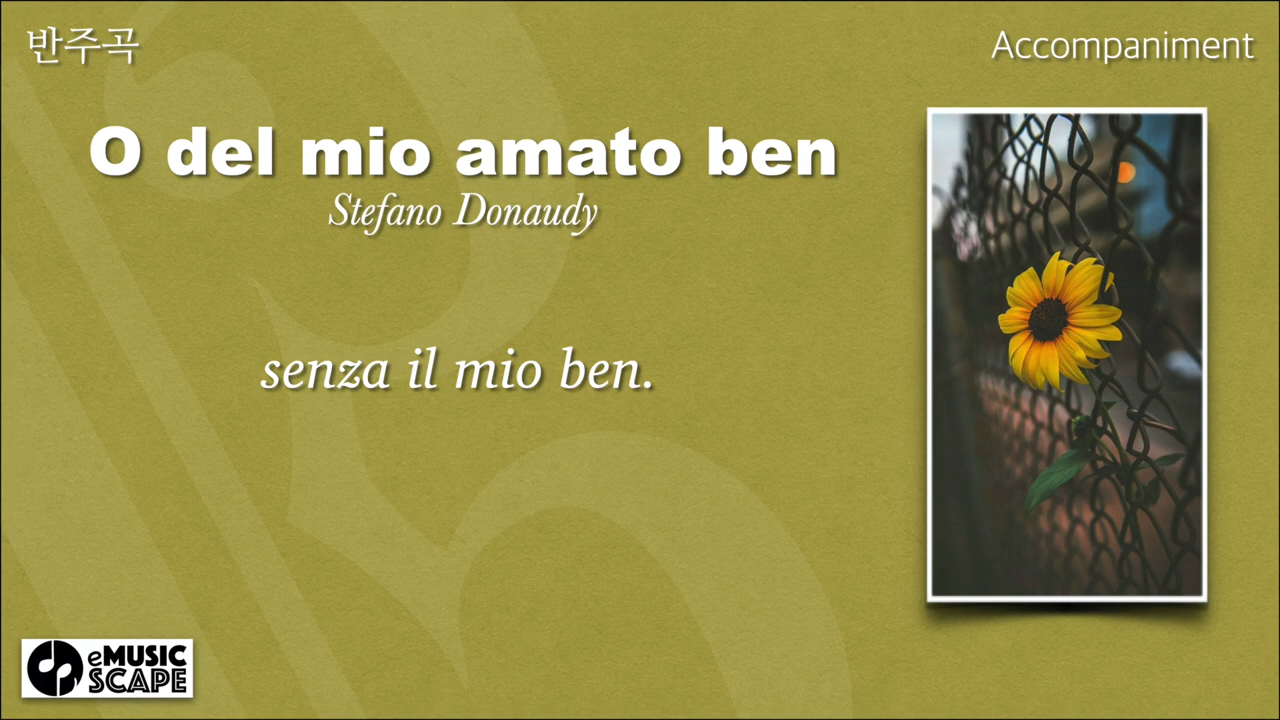 반주곡
Accompaniment
O del mio amato ben
Stefano Donaudy
senza il mio ben.
eMUSIC
SCAPE